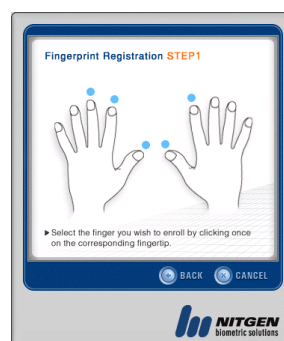 Fingerprint Registration STEP1
Select the finger you wish to enroll by clicking once
on the corresponding fingertip.
BACK CANCEL
NITGEN
biometric solutions